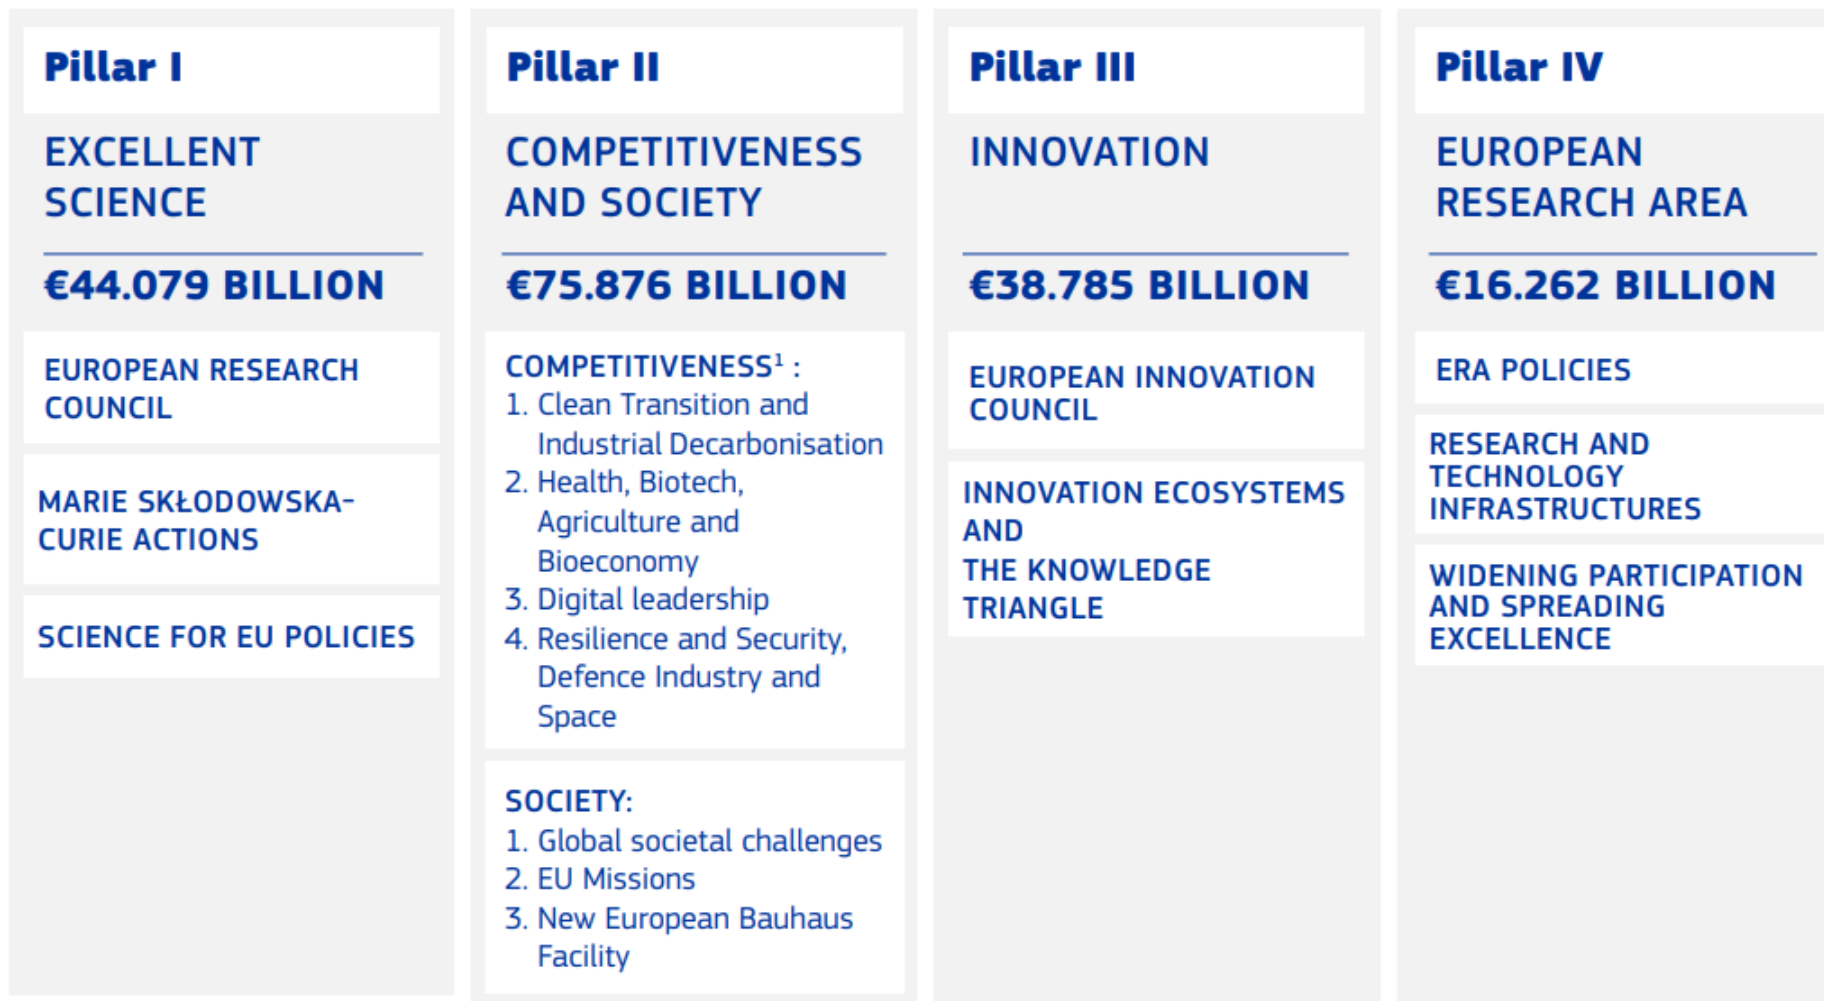 Pillar I
EXCELLENT
SCIENCE
€44.079 BILLION
EUROPEAN RESEARCH
COUNCIL
MARIE SKŁODOWSKA-
CURIE ACTIONS
SCIENCE FOR EU POLICIES
Pillar II
COMPETITIVENESS
AND SOCIETY
€75.876 BILLION
COMPETITIVENESS¹ :
1. Clean Transition and
Industrial Decarbonisation
2. Health, Biotech,
Agriculture and
Bioeconomy
3. Digital leadership
4. Resilience and Security,
Defence Industry and
Space
SOCIETY:
1. Global societal challenges
2. EU Missions
3. New European Bauhaus
Facility
Pillar III
INNOVATION
€38.785 BILLION
EUROPEAN INNOVATION
COUNCIL
INNOVATION ECOSYSTEMS
AND
THE KNOWLEDGE
TRIANGLE
Pillar IV
EUROPEAN
RESEARCH AREA
€16.262 BILLION
ERA POLICIES
RESEARCH AND
TECHNOLOGY
INFRASTRUCTURES
WIDENING PARTICIPATION
AND SPREADING
EXCELLENCE